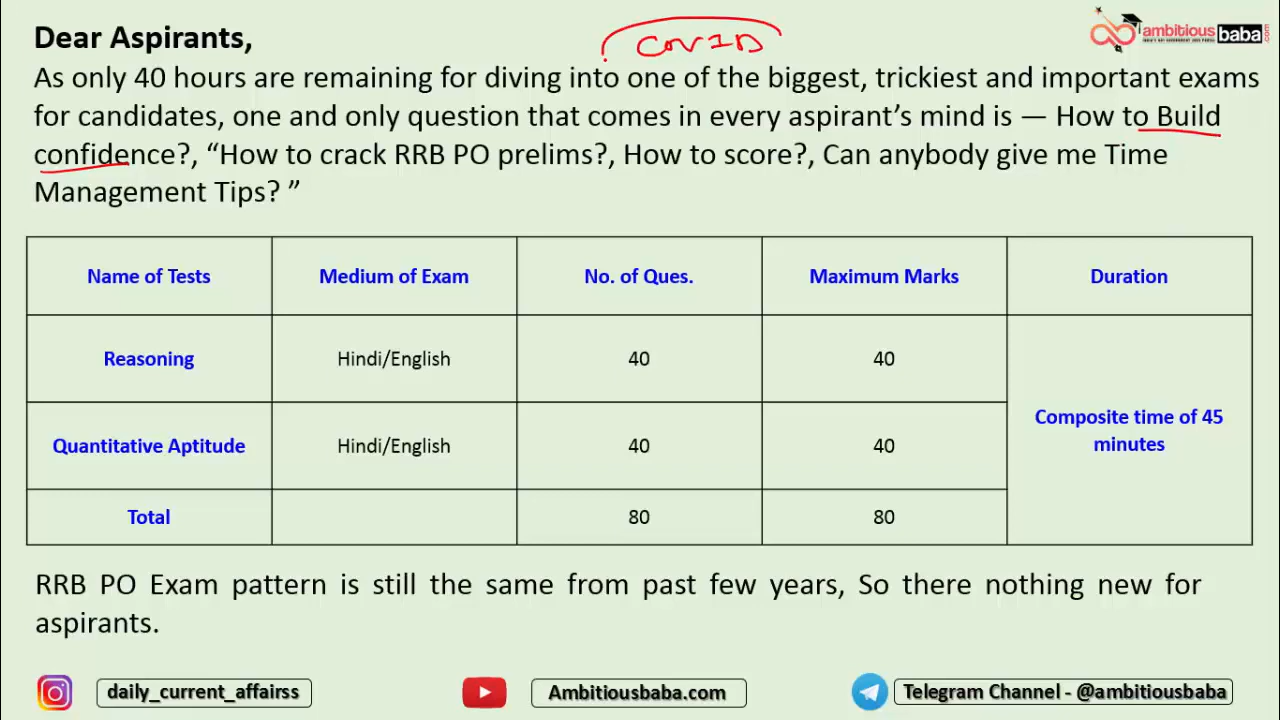 Dear Aspirants,
COVID
ambitiousbaba.com
As only 40 hours are remaining for diving into one of the biggest, trickiest and important exams
for candidates, one and only question that comes in every aspirant’s mind is — How to Build
confidence?, “How to crack RRB PO prelims?, How to score?, Can anybody give me Time
Management Tips? ”
Name of Tests Medium of Exam No. of Ques. Maximum Marks Duration
Reasoning Hindi/English 40 40
Composite time of 45
minutes
Quantitative Aptitude Hindi/English 40 40
Total 80 80
RRB PO Exam pattern is still the same from past few years, So there nothing new for
aspirants.
daily_current_affairss Ambitiousbaba.com Telegram Channel - @ambitiousbaba